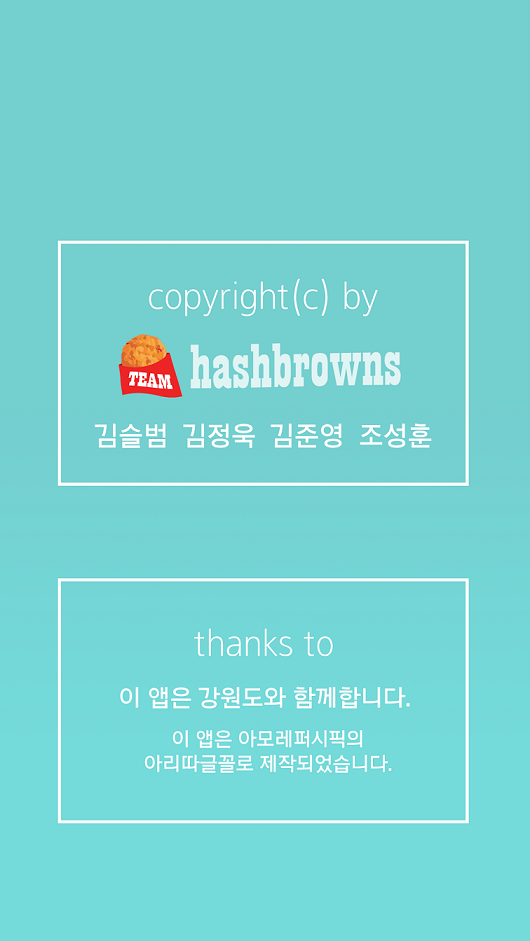 copyright(c) by
TEAM hashbrowns
김슬범 김정욱 김준영 조성훈
thanks to
이 앱은 강원도와 함께합니다.
이 앱은 아모레퍼시픽의
아리따글꼴로 제작되었습니다.